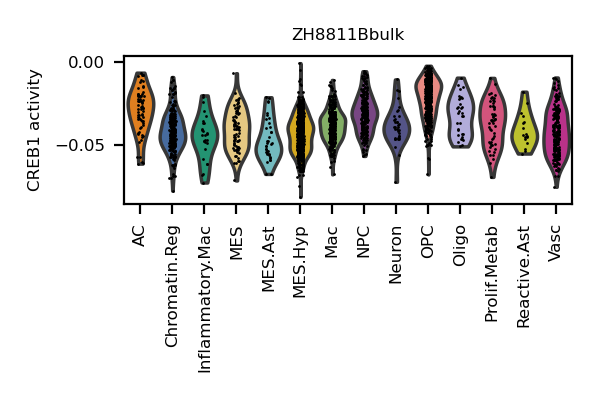 ZH8811Bbulk
CREB1 activity
0.00
−0.05
AC
Chromatin.Reg
Inflammatory.Mac
MES
MES.Ast
MES.Hyp
Mac
NPC
Neuron
OPC
Oligo
Prolif.Metab
Reactive.Ast
Vasc